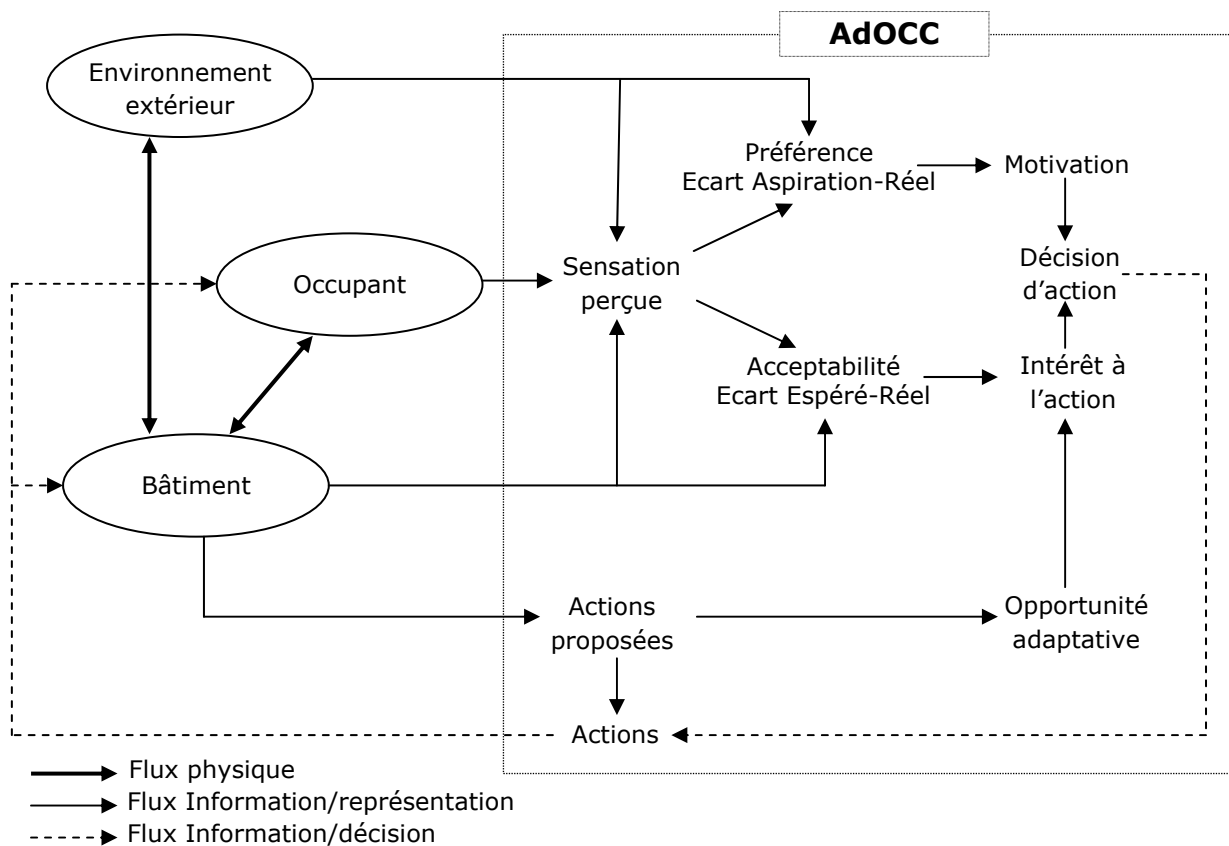 AdOCC
Environnement
extérieur
Préférence
Ecart Aspiration-Réel
Motivation
Occupant
Sensation
perçue
Décision
d'action
Acceptabilité
Ecart Espéré-Réel
Intérêt à
l'action
Bâtiment
Actions
proposées
Opportunité
adaptative
Actions
Flux physique
Flux Information/représentation
Flux Information/décision